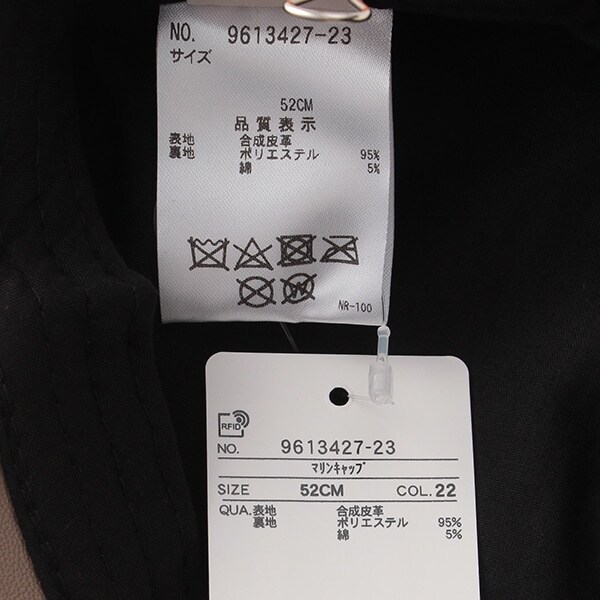 NO. 9613427-23
サイズ
52CM
品質表示
表地 合成皮革
裏地 ポリエステル 95%
綿 5%
NR-100
RFID
NO. 9613427-23
マリンキャップ
SIZE 52CM COL. 22
QUA. 表地 合成皮革
裏地 ポリエステル 95%
綿 5%